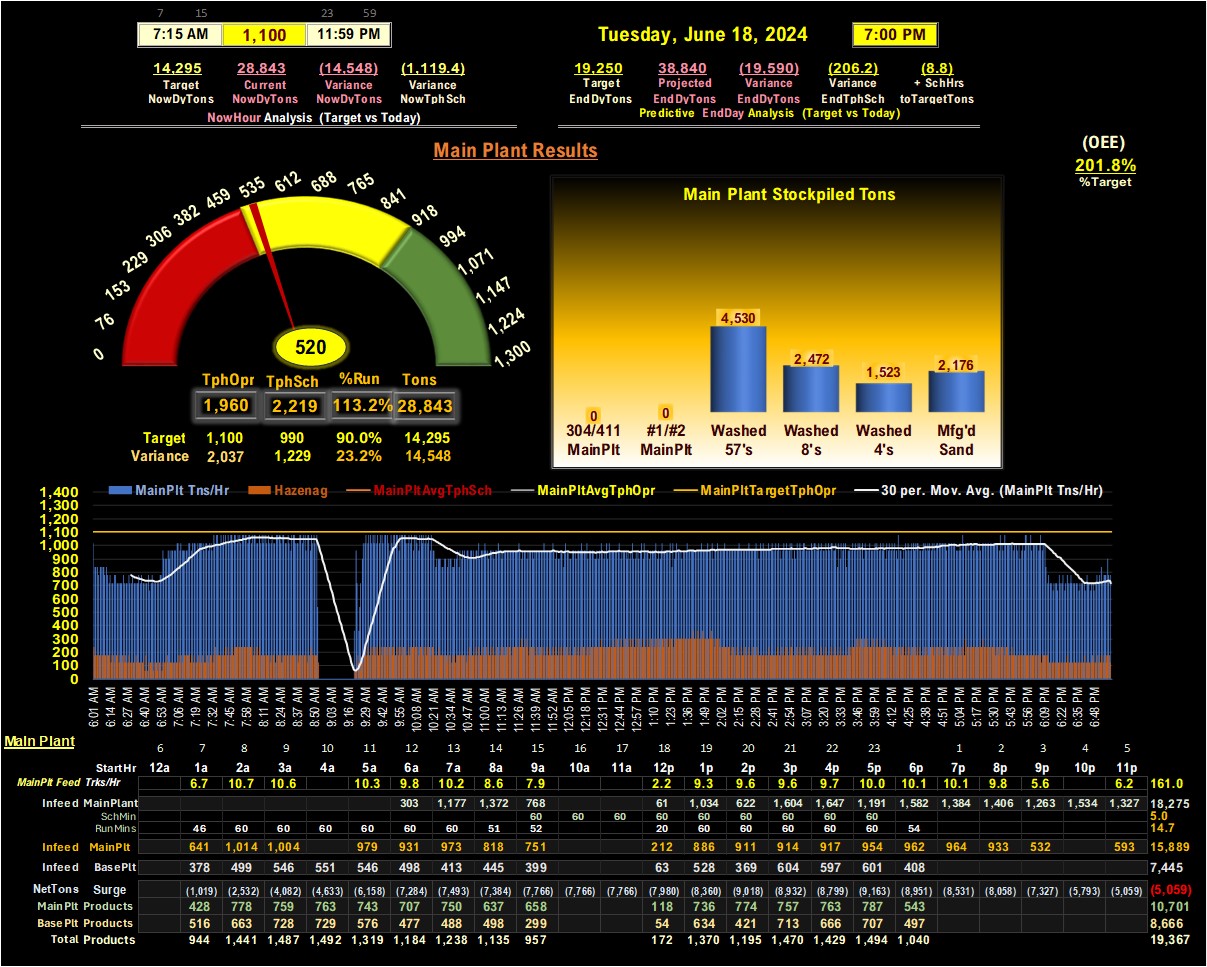 7 15 23 59
7:15 AM 1,100 11:59 PM
Tuesday, June 18, 2024 7:00 PM
14,295 28,843 (14,548) (1,119.4)
Target Current Variance Variance
NowDyTons NowDyTons NowDyTons NowTphSch
NowHour Analysis (Target vs Today)
19,250 38,840 (19,590) (206.2) (8.8)
Target Projected Variance Variance + SchHrs
EndDyTons EndDyTons EndDyTons EndTphSch toTargetTons
Predictive EndDay Analysis (Target vs Today)
(OEE)
201.8%
%Target
Main Plant Results
0 76 153 229 306 382 459 535 612 688 765 841 918 994 1,071 1,147 1,224 1,300
520
TphOpr TphSch %Run Tons
1,960 2,219 113.2% 28,843
Target 1,100 990 90.0% 14,295
Variance 2,037 1,229 23.2% 14,548
Main Plant Stockpiled Tons
0 0 4,530 2,472 1,523 2,176
304/411 #1/#2 Washed Washed Washed Mfg'd
MainPlt MainPlt 57's 8's 4's Sand
MainPlt Tns/Hr Hazenag MainPltAvgTphSch MainPltAvgTphOpr MainPltTargetTphOpr 30 per. Mov. Avg. (MainPlt Tns/Hr)
1,400
1,300
1,200
1,100
1,000
900
800
700
600
500
400
300
200
100
0
6:01 AM 6:14 AM 6:27 AM 6:40 AM 6:53 AM 7:06 AM 7:19 AM 7:32 AM 7:45 AM 7:58 AM 8:11 AM 8:24 AM 8:37 AM 8:50 AM 9:03 AM 9:16 AM 9:29 AM 9:42 AM 9:55 AM 10:08 AM 10:21 AM 10:34 AM 10:47 AM 11:00 AM 11:13 AM 11:26 AM 11:39 AM 11:52 AM 12:05 PM 12:18 PM 12:31 PM 12:44 PM 12:57 PM 1:10 PM 1:23 PM 1:36 PM 1:49 PM 2:02 PM 2:15 PM 2:28 PM 2:41 PM 2:54 PM 3:07 PM 3:20 PM 3:33 PM 3:46 PM 3:59 PM 4:12 PM 4:25 PM 4:38 PM 4:51 PM 5:04 PM 5:17 PM 5:30 PM 5:43 PM 5:56 PM 6:09 PM 6:22 PM 6:35 PM 6:48 PM
Main Plant
6 7 8 9 10 11 12 13 14 15 16 17 18 19 20 21 22 23 1 2 3 4 5
StartHr 12a 1a 2a 3a 4a 5a 6a 7a 8a 9a 10a 11a 12p 1p 2p 3p 4p 5p 6p 7p 8p 9p 10p 11p
MainPlt Feed Trks/Hr 6.7 10.7 10.6 10.3 9.8 10.2 8.6 7.9 2.2 9.3 9.6 9.6 9.7 10.0 10.1 10.1 9.8 5.6 6.2 161.0
Infeed MainPlant 303 1,177 1,372 768 61 1,034 622 1,604 1,647 1,191 1,582 1,384 1,406 1,263 1,534 1,327 18,275
SchMin 60 60 60 60 60 60 60 60 60 5.0
RunMins 46 60 60 60 60 60 60 51 52 20 60 60 60 60 60 54 14.7
Infeed MainPlt 641 1,014 1,004 979 931 973 818 751 212 886 911 914 917 954 962 964 933 532 593 15,889
Infeed BasePlt 378 499 546 551 546 498 413 445 399 63 528 369 604 597 601 408 7,445
NetTons Surge (1,019) (2,532) (4,082) (4,633) (6,158) (7,284) (7,493) (7,384) (7,766) (7,766) (7,766) (7,980) (8,360) (9,018) (8,932) (8,799) (9,163) (8,951) (8,531) (8,058) (7,327) (5,793) (5,059) (5,059)
MainPlt Products 428 778 759 763 743 707 750 637 658 118 736 774 757 763 787 543 10,701
BasePlt Products 516 663 728 729 576 477 488 498 299 54 634 421 713 666 707 497 8,666
Total Products 944 1,441 1,487 1,492 1,319 1,184 1,238 1,135 957 172 1,370 1,195 1,470 1,429 1,494 1,040 19,367